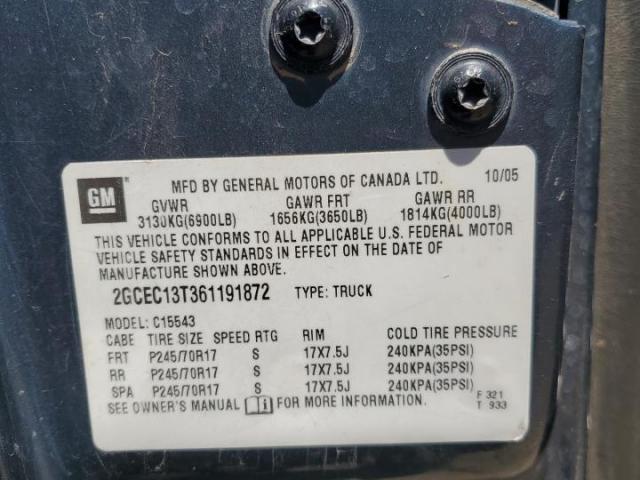 GM
MFD BY GENERAL MOTORS OF CANADA LTD. 10/05
GVWR GAWR FRT GAWR RR
3130KG(6900LB) 1656KG(3650LB) 1814KG(4000LB)
THIS VEHICLE CONFORMS TO ALL APPLICABLE U.S. FEDERAL MOTOR
VEHICLE SAFETY STANDARDS IN EFFECT ON THE DATE OF
MANUFACTURE SHOWN ABOVE.
2GCEC13T361191872 TYPE: TRUCK
MODEL: C15543
CABE TIRE SIZE SPEED RTG RIM COLD TIRE PRESSURE
FRT P245/70R17 S 17X7.5J 240KPA(35PSI)
RR P245/70R17 S 17X7.5J 240KPA(35PSI)
SPA P245/70R17 S 17X7.5J 240KPA(35PSI)
SEE OWNER'S MANUAL FOR MORE INFORMATION. F 321
T 933